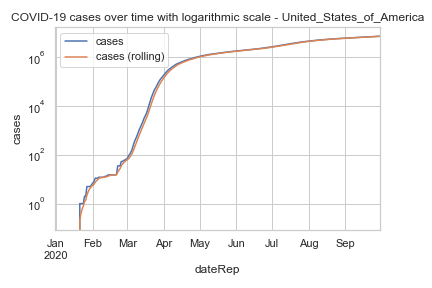 COVID-19 cases over time with logarithmic scale - United_States_of_America
cases
cases (rolling)
10^6
10^4
10^2
10^0
cases
Jan Feb Mar Apr May Jun Jul Aug Sep
2020
dateRep